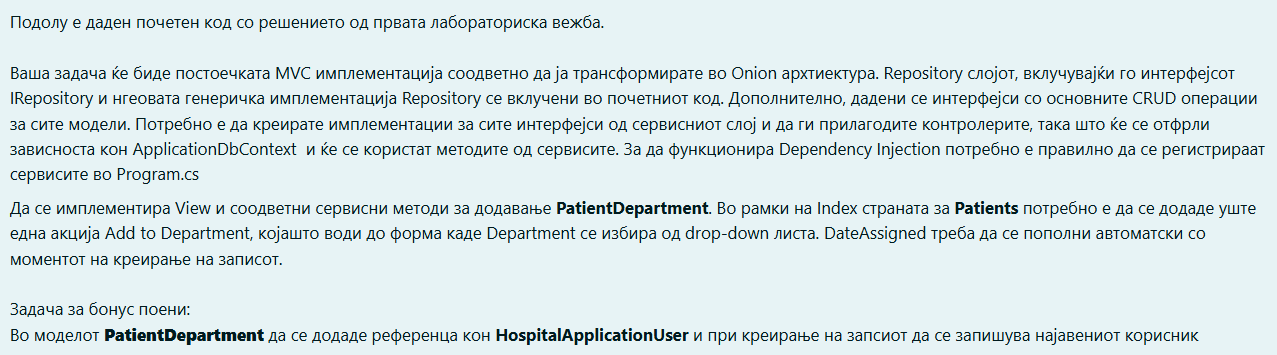 Подолу е даден почетен код со решението од првата лабораториска вежба.
Ваша задача ќе биде постоечката MVC имплементација соодветно да ја трансформирате во Onion архтиектура. Repository слојот, вклучувајќи го интерфејсот
IRepository и нгеовата генеричка имплементација Repository се вклучени во почетниот код. Дополнително, дадени се интерфејси со основните CRUD операции
за сите модели. Потребно е да креирате имплементации за сите интерфејси од сервисниот слој и да ги прилагодите контролерите, така што ќе се отфрли
зависноста кон ApplicationDbContext и ќе се користат методите од сервисите. За да функционира Dependency Injection потребно е правилно да се регистрираат
сервисите во Program.cs
Да се имплементира View и соодветни сервисни методи за додавање PatientDepartment. Во рамки на Index страната за Patients потребно е да се додаде уште
една акција Add to Department, којашто води до форма каде Department се избира од drop-down листа. DateAssigned треба да се пополни автоматски со
моментот на креирање на записот.
Задача за бонус поени:
Во моделот PatientDepartment да се додаде референца кон HospitalApplicationUser и при креирање на запсиот да се запишува најавениот корисник